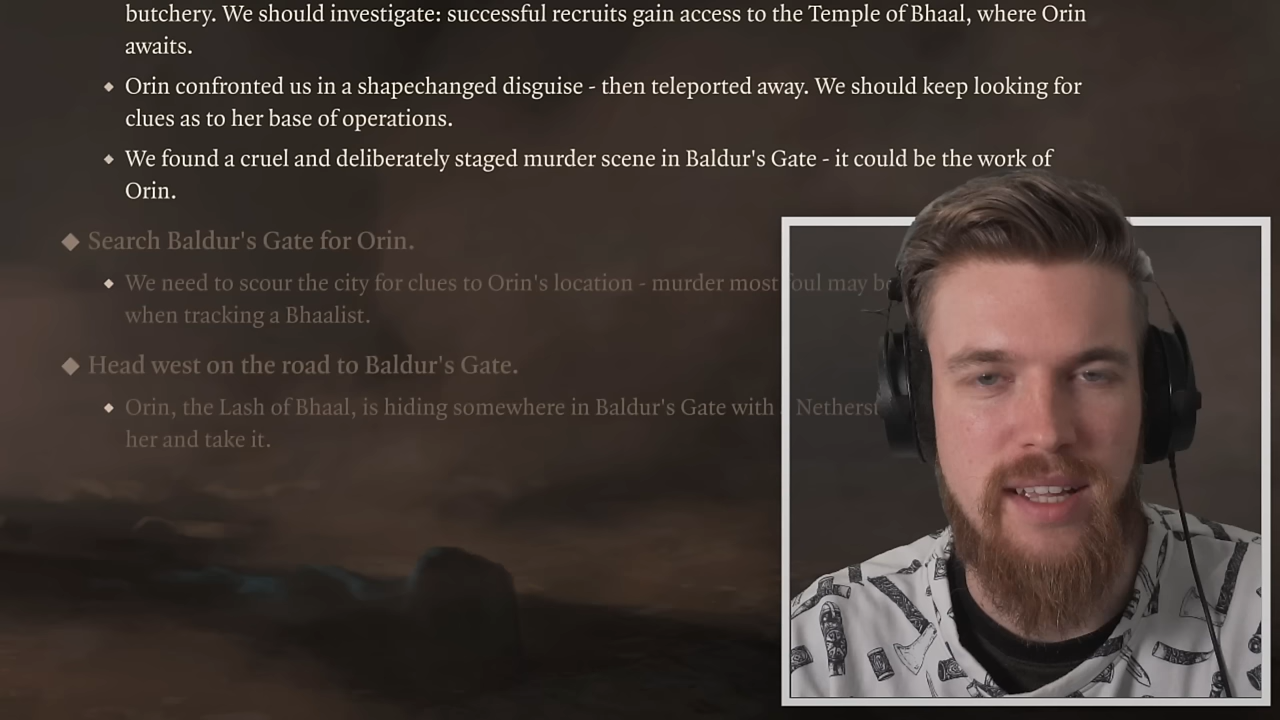 butchery. We should investigate: successful recruits gain access to the Temple of Bhaal, where Orin
awaits.
Orin confronted us in a shapechanged disguise - then teleported away. We should keep looking for
clues as to her base of operations.
We found a cruel and deliberately staged murder scene in Baldur's Gate - it could be the work of
Orin.
Search Baldur's Gate for Orin.
We need to scour the city for clues to Orin's location - murder most foul may be
when tracking a Bhaalist.
Head west on the road to Baldur's Gate.
Orin, the Lash of Bhaal, is hiding somewhere in Baldur's Gate with
her and take it.